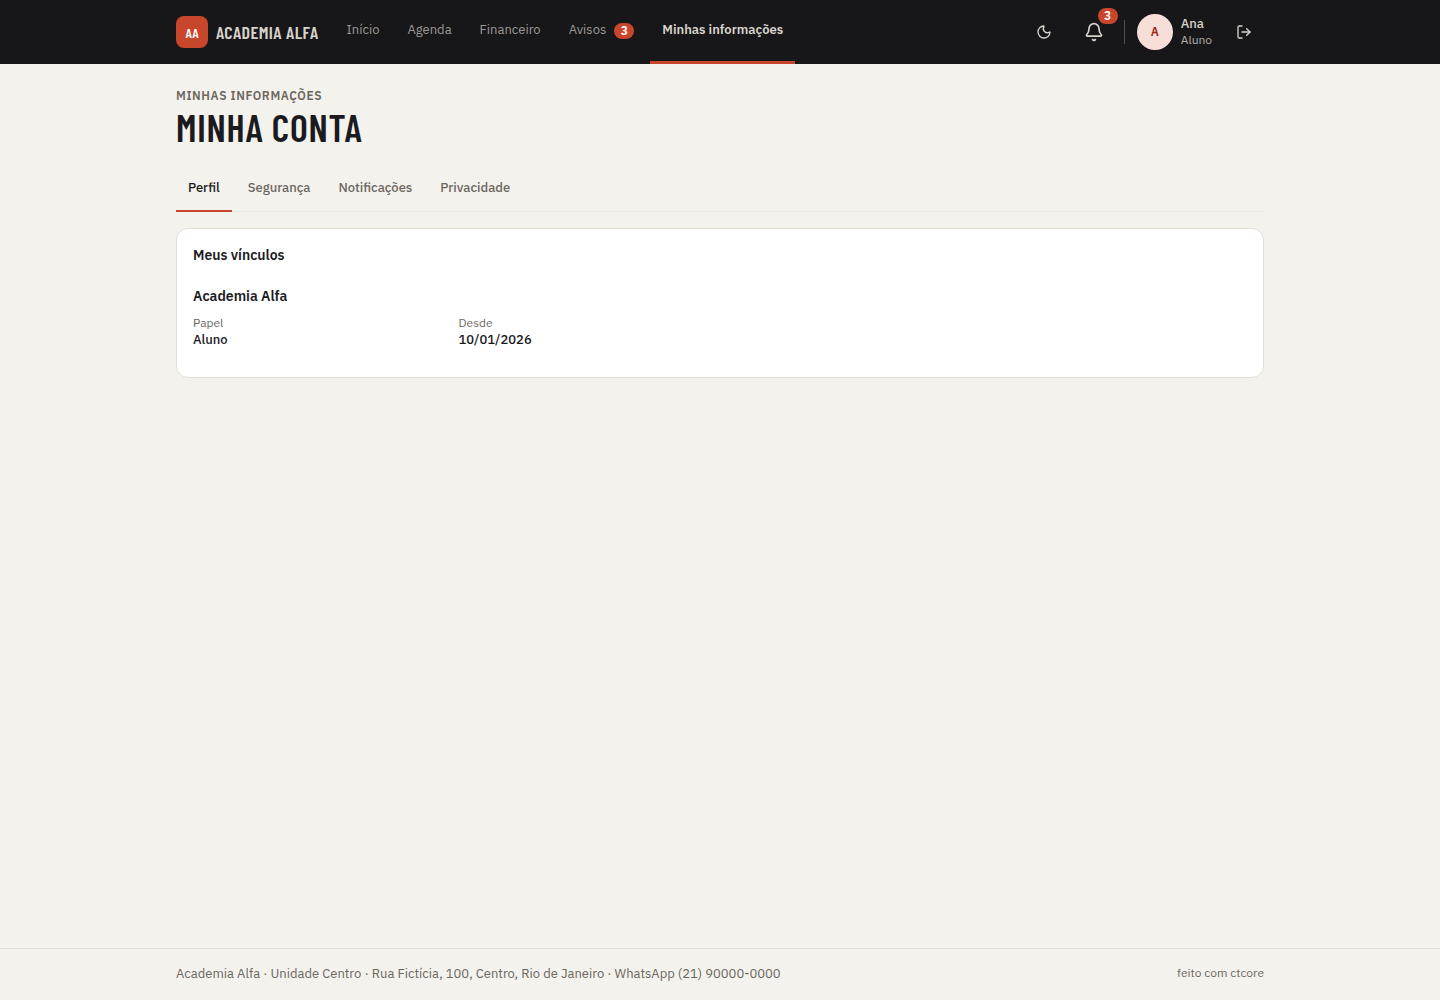 AA ACADEMIA ALFA Início Agenda Financeiro Avisos 3 Minhas informações 3 A Ana
Aluno
MINHAS INFORMAÇÕES
MINHA CONTA
Perfil Segurança Notificações Privacidade
Meus vínculos
Academia Alfa
Papel Desde
Aluno 10/01/2026
Academia Alfa · Unidade Centro · Rua Fictícia, 100, Centro, Rio de Janeiro · WhatsApp (21) 90000-0000 feito com ctcore